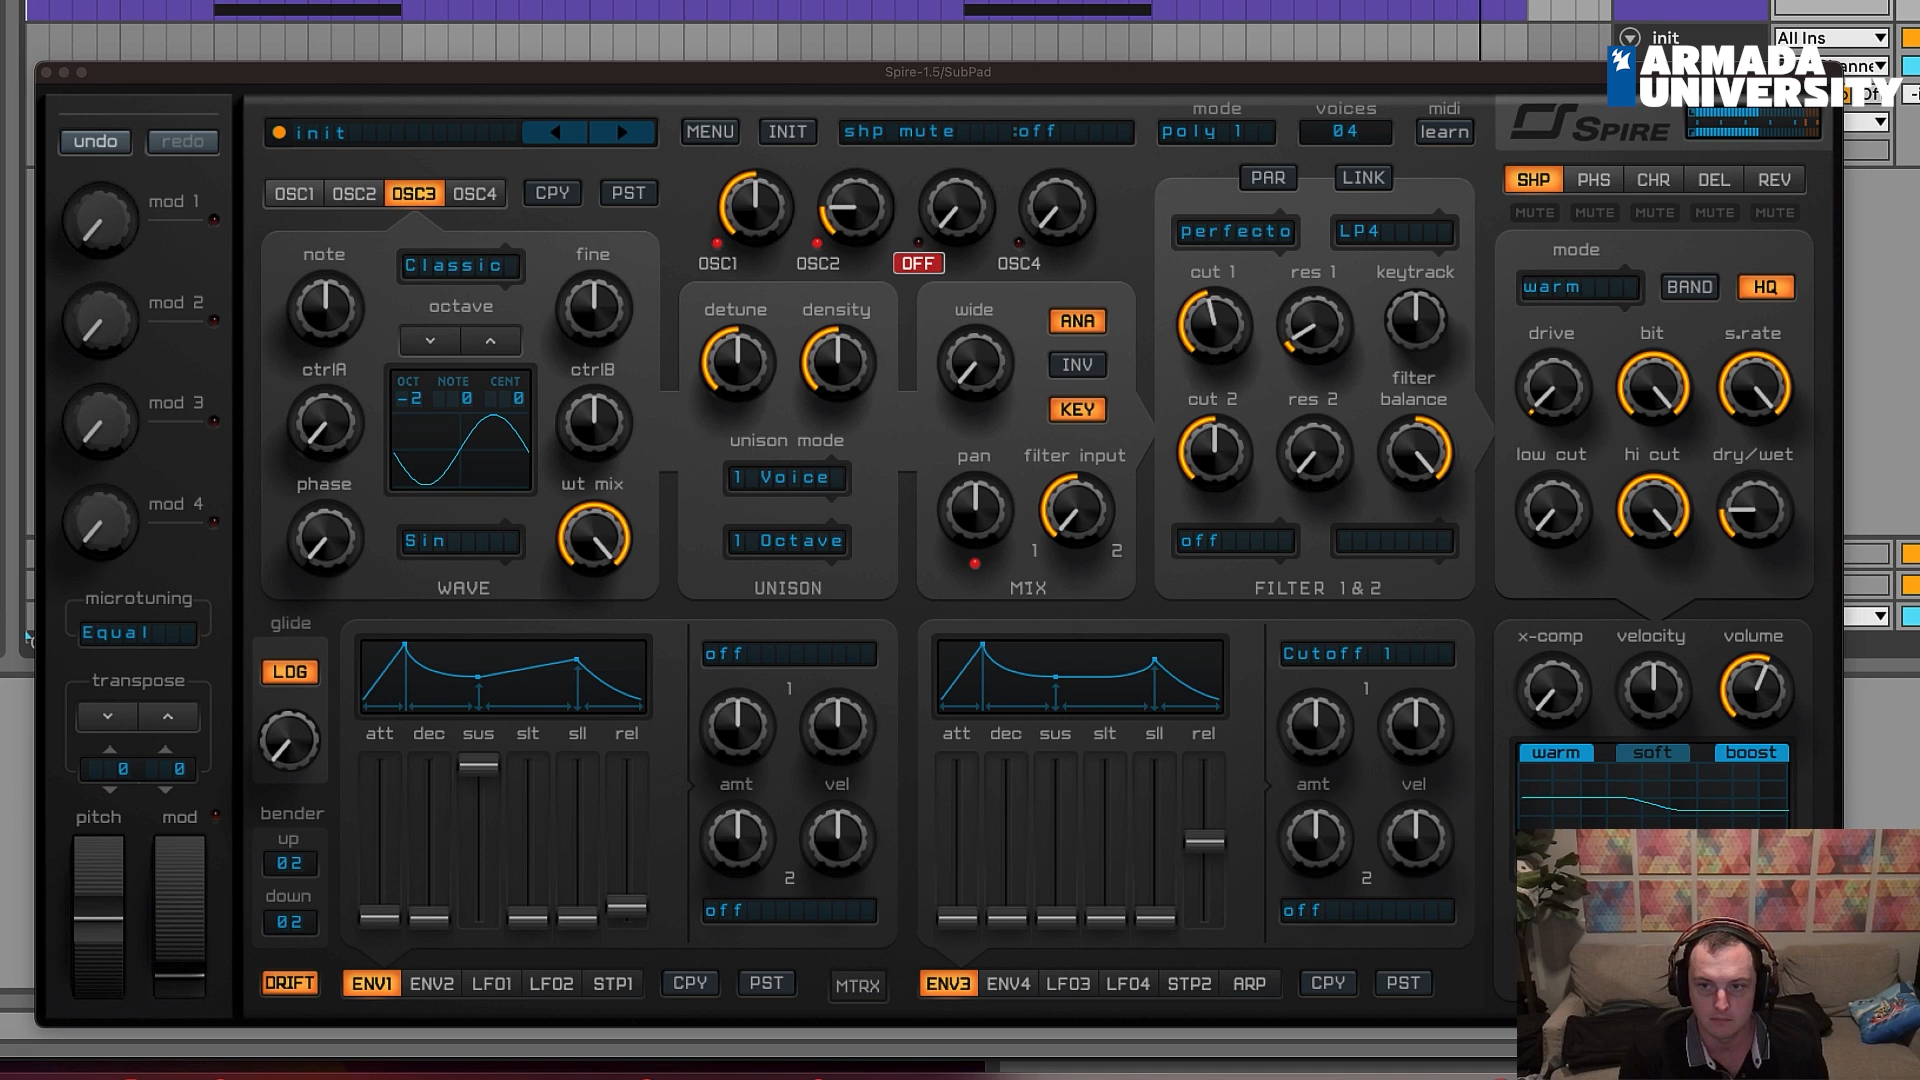 init
All Ins
Spire-1.5/SubPad
ARMADA
UNIVERSITY
undo
redo
init
MENU
INIT
shp mute :off
mode
poly 1
voices
04
midi
learn
SPIRE
mod 1
mod 2
mod 3
mod 4
OSC1
OSC2
OSC3
OSC4
CPY
PST
OSC1
OSC2
OFF
OSC4
PAR
LINK
SHP
PHS
CHR
DEL
REV
MUTE
MUTE
MUTE
MUTE
MUTE
note
Classic
fine
octave
ctrlA
OCT NOTE CENT
-2 0 0
ctrlB
phase
Sin
wt mix
WAVE
detune
density
unison mode
1 Voice
1 Octave
UNISON
wide
ANA
INV
KEY
pan
filter input
1
2
MIX
perfecto
LP4
cut 1
res 1
keytrack
cut 2
res 2
filter
balance
off
FILTER 1&2
mode
warm
BAND
HQ
drive
bit
s.rate
low cut
hi cut
dry/wet
microtuning
Equal
transpose
0
0
pitch
mod
glide
LOG
bender
up
02
down
02
DRIFT
att
dec
sus
slt
sll
rel
off
1
amt
vel
2
off
ENV1
ENV2
LFO1
LFO2
STP1
CPY
PST
MTRX
att
dec
sus
slt
sll
rel
Cutoff 1
1
amt
vel
2
off
ENV3
ENV4
LFO3
LFO4
STP2
ARP
CPY
PST
x-comp
velocity
volume
warm
soft
boost